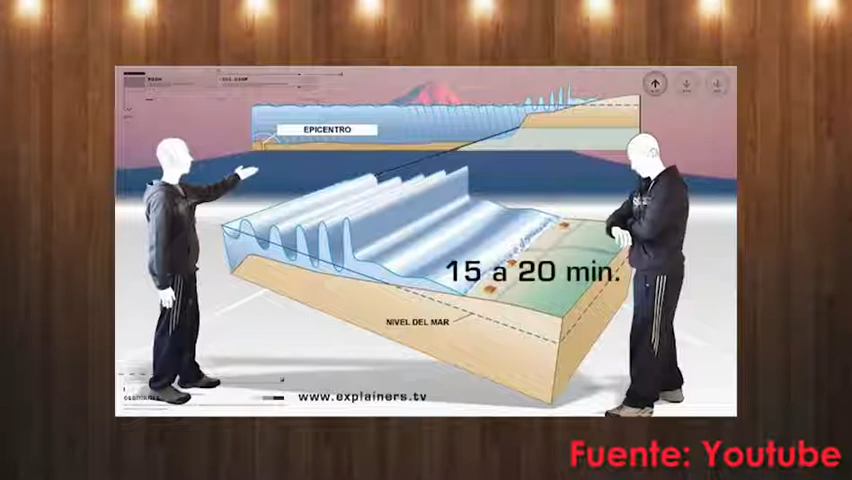 EPICENTRO
15 a 20 min.
NIVEL DEL MAR
www.explainers.tv
Fuente: Youtube